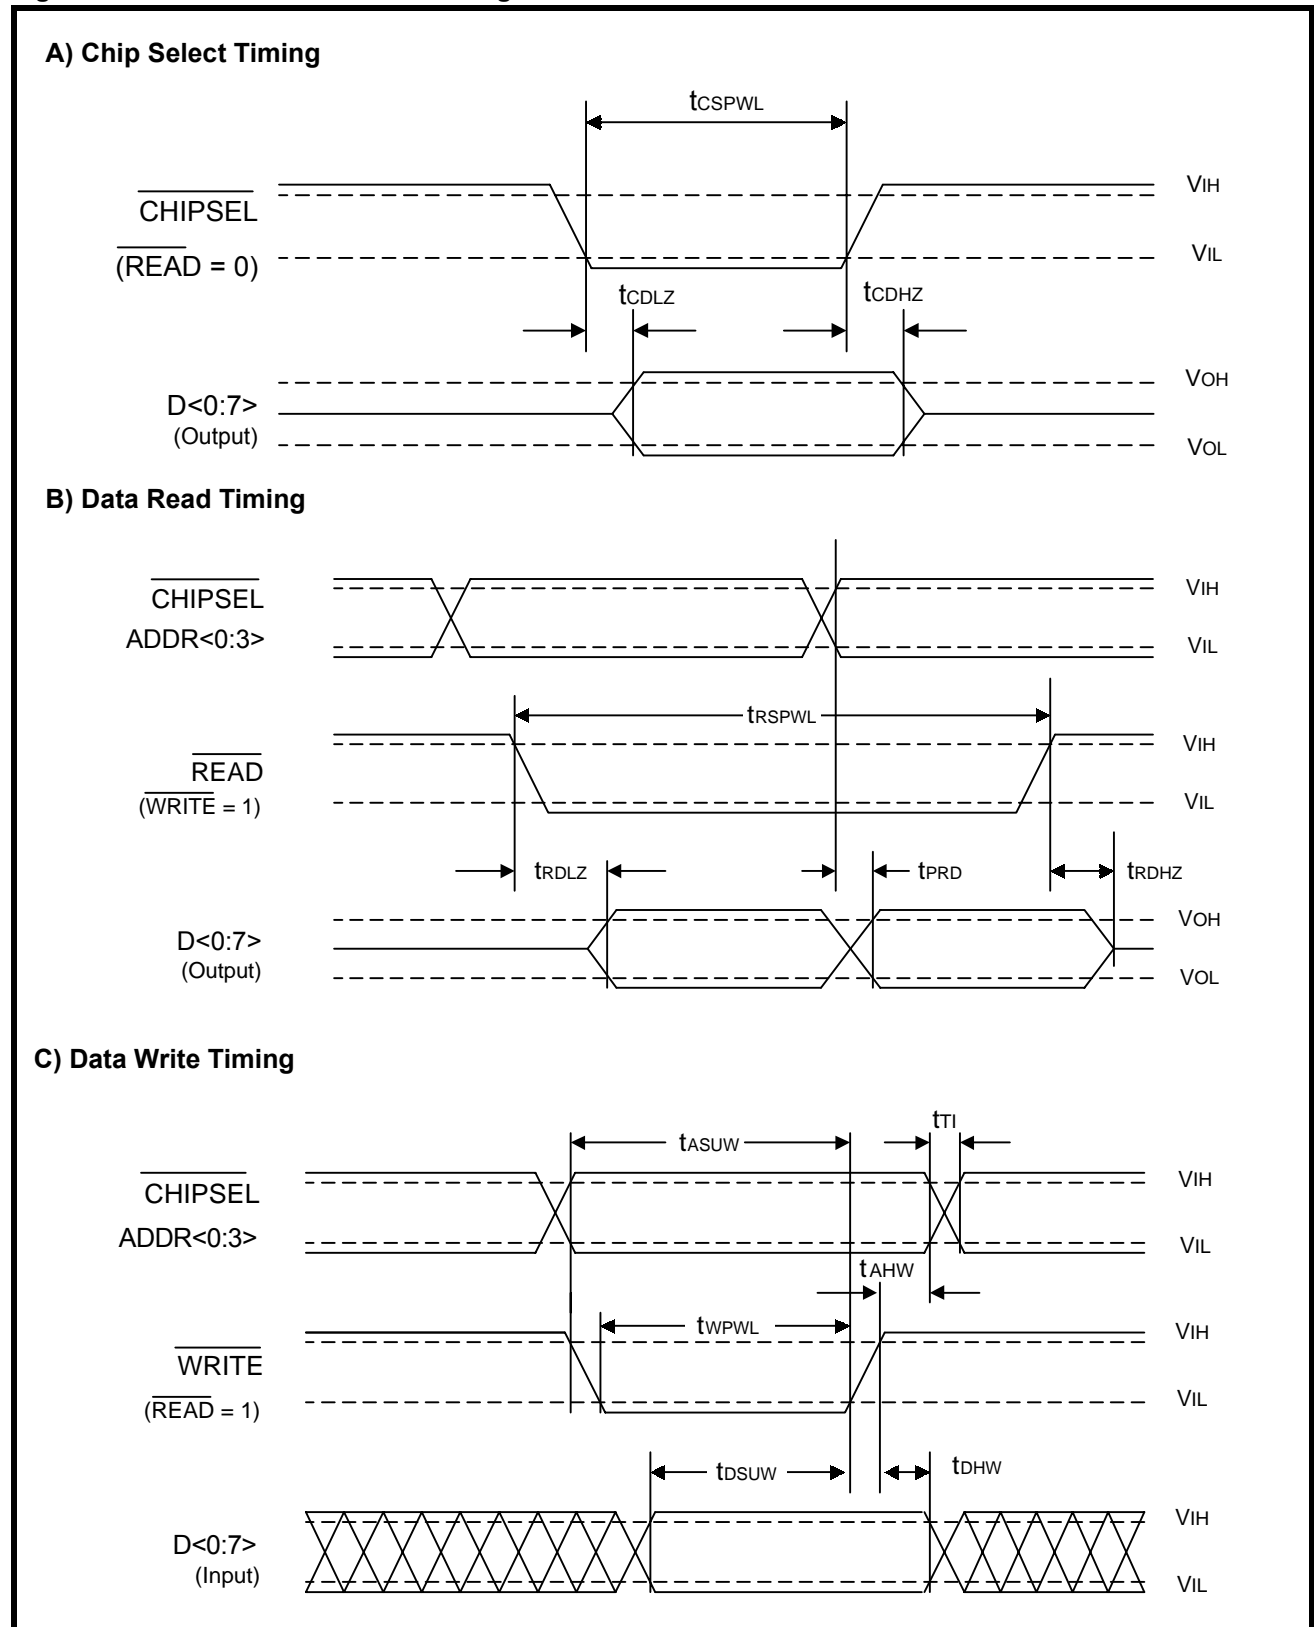 A) Chip Select Timing
tCSPWL
CHIPSEL
VIH
(READ = 0)
VIL
tCDLZ
tCDHZ
VOH
D<0:7>
(Output)
VOL
B) Data Read Timing
CHIPSEL
VIH
ADDR<0:3>
VIL
tRSPWL
READ
VIH
(WRITE = 1)
VIL
tRDLZ
tPRD
tRDHZ
VOH
D<0:7>
(Output)
VOL
C) Data Write Timing
tTI
tASUW
CHIPSEL
VIH
ADDR<0:3>
VIL
tAHW
tWPWL
VIH
WRITE
(READ = 1)
VIL
tDSUW
tDHW
VIH
D<0:7>
(Input)
VIL